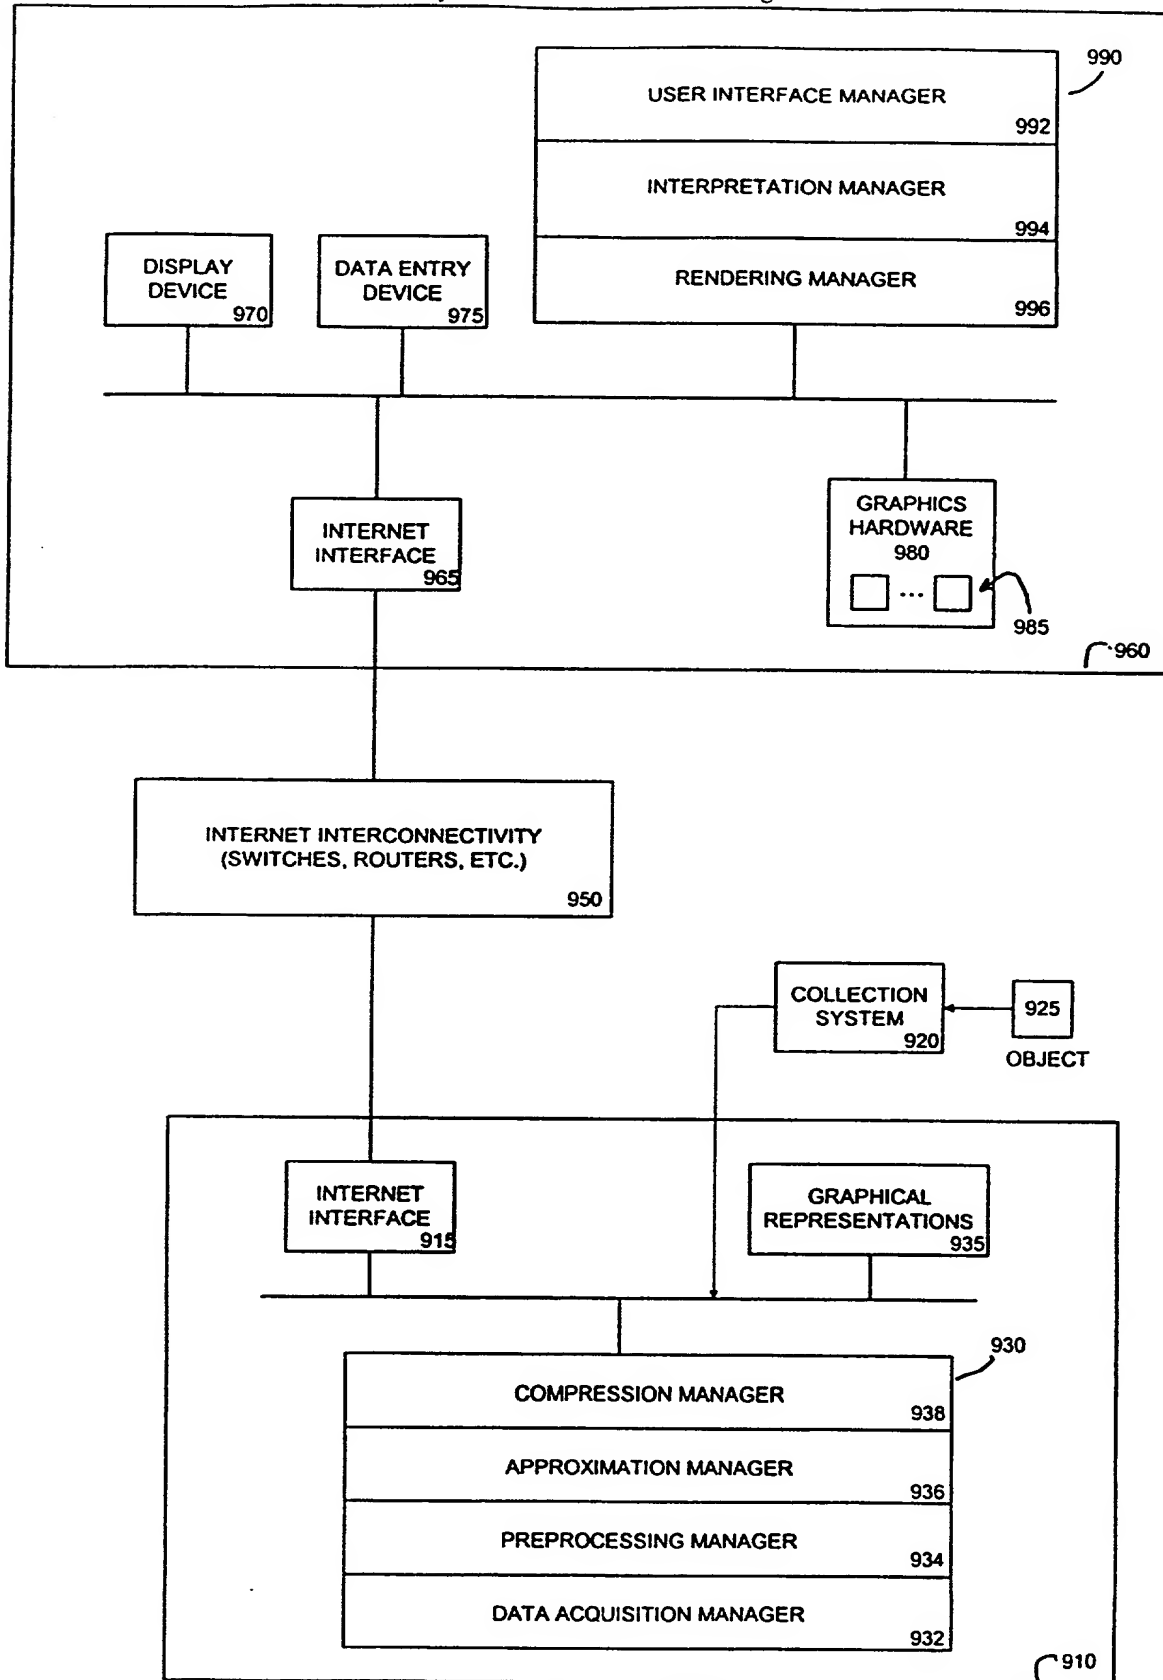 990
USER INTERFACE MANAGER
992
INTERPRETATION MANAGER
994
RENDERING MANAGER
996
DISPLAY
DEVICE
970
DATA ENTRY
DEVICE
975
INTERNET
INTERFACE
965
GRAPHICS
HARDWARE
980
...
985
960
INTERNET INTERCONNECTIVITY
(SWITCHES, ROUTERS, ETC.)
950
COLLECTION
SYSTEM
920
925
OBJECT
INTERNET
INTERFACE
915
GRAPHICAL
REPRESENTATIONS
935
930
COMPRESSION MANAGER
938
APPROXIMATION MANAGER
936
PREPROCESSING MANAGER
934
DATA ACQUISITION MANAGER
932
910